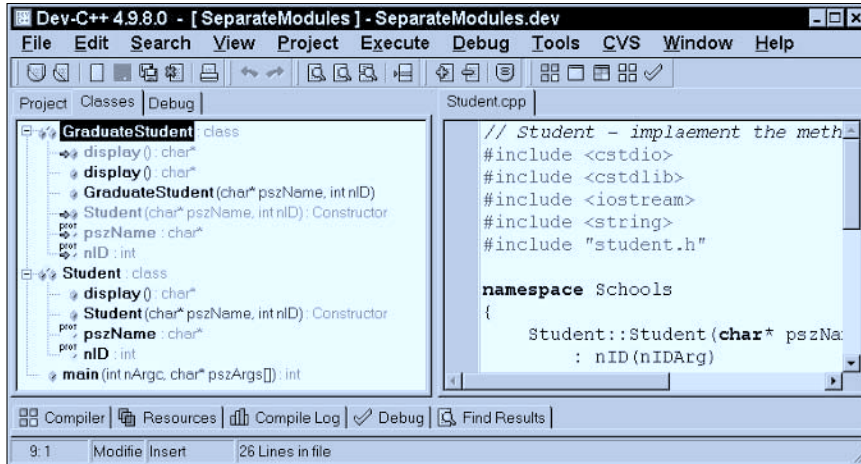 Dev-C++ 4.9.8.0 - [ SeparateModules ] - SeparateModules.dev
File Edit Search View Project Execute Debug Tools CVS Window Help
Project Classes Debug
GraduateStudent : class
display () : char*
display () : char*
GraduateStudent (char* pszName, int nID)
Student (char* pszName, int nID) : Constructor
prot pszName : char*
prot nID : int
Student : class
display () : char*
Student (char* pszName, int nID) : Constructor
prot pszName : char*
prot nID : int
main (int nArgc, char* pszArgs[]) : int
Student.cpp
// Student - implaement the meth
#include <cstdio>
#include <cstdlib>
#include <iostream>
#include <string>
#include "student.h"
namespace Schools
{
Student::Student(char* pszNa
: nID(nIDArg)
Compiler Resources Compile Log Debug Find Results
9: 1 Modifie Insert 26 Lines in file